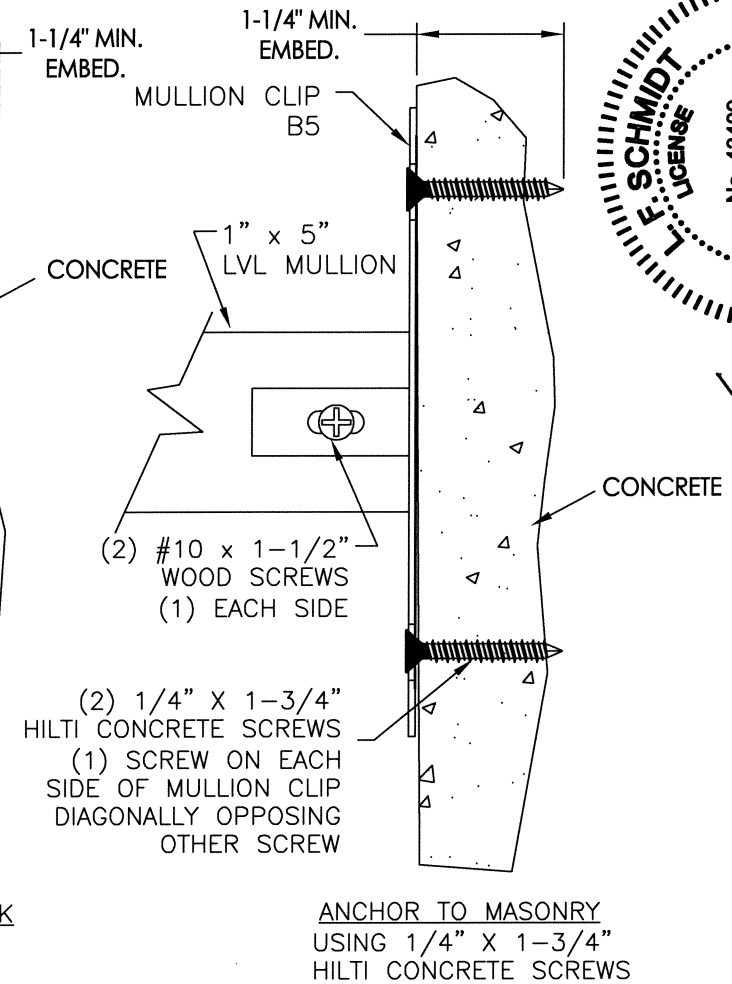 1-1/4" MIN.
EMBED.
1-1/4" MIN.
EMBED.
MULLION CLIP
B5
1" x 5"
LVL MULLION
CONCRETE
L. F. SCHMIDT
LICENSE
No.
CONCRETE
(2) #10 x 1-1/2"
WOOD SCREWS
(1) EACH SIDE
(2) 1/4" X 1-3/4"
HILTI CONCRETE SCREWS
(1) SCREW ON EACH
SIDE OF MULLION CLIP
DIAGONALLY OPPOSING
OTHER SCREW
K
ANCHOR TO MASONRY
USING 1/4" X 1-3/4"
HILTI CONCRETE SCREWS